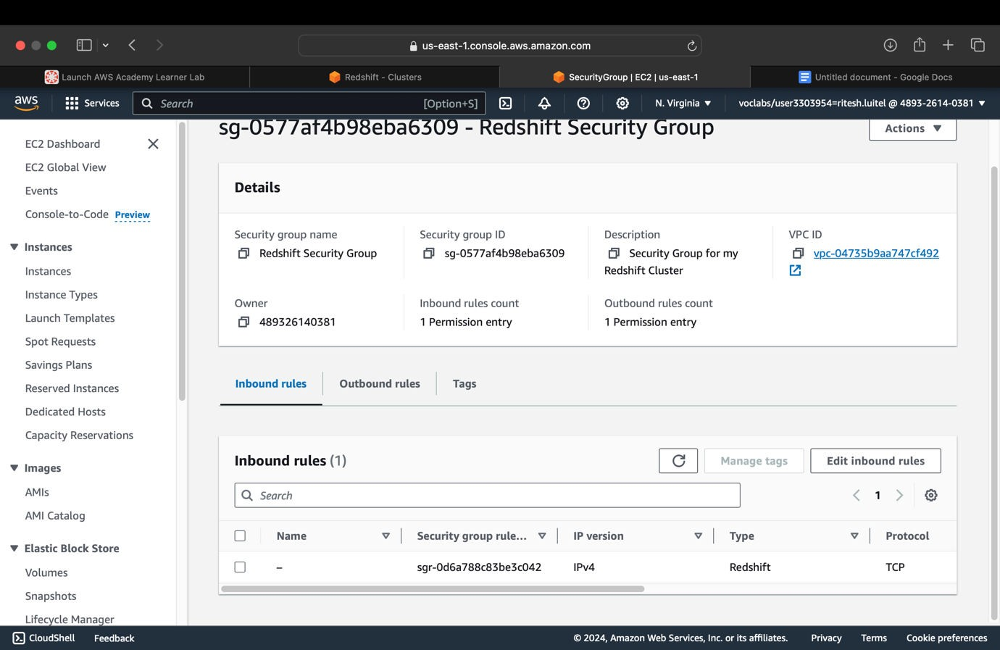 us-east-1.console.aws.amazon.com
Launch AWS Academy Learner Lab
Redshift - Clusters
SecurityGroup | EC2 | us-east-1
Untitled document - Google Docs
aws
Services
Search
[Option+S]
N. Virginia
voclabs/user3303954=ritesh.luitel @ 4893-2614-0381
EC2 Dashboard
EC2 Global View
Events
Console-to-Code Preview
Instances
Instances
Instance Types
Launch Templates
Spot Requests
Savings Plans
Reserved Instances
Dedicated Hosts
Capacity Reservations
Images
AMIs
AMI Catalog
Elastic Block Store
Volumes
Snapshots
Lifecycle Manager
sg-0577af4b98eba6309 - Redshift Security Group
Actions
Details
Security group name
Redshift Security Group
Security group ID
sg-0577af4b98eba6309
Description
Security Group for my
Redshift Cluster
VPC ID
vpc-04735b9aa747cf492
Owner
489326140381
Inbound rules count
1 Permission entry
Outbound rules count
1 Permission entry
Inbound rules
Outbound rules
Tags
Inbound rules (1)
Manage tags
Edit inbound rules
Search
1
Name
Security group rule...
IP version
Type
Protocol
–
sgr-0d6a788c83be3c042
IPv4
Redshift
TCP
CloudShell
Feedback
© 2024, Amazon Web Services, Inc. or its affiliates.
Privacy
Terms
Cookie preferences